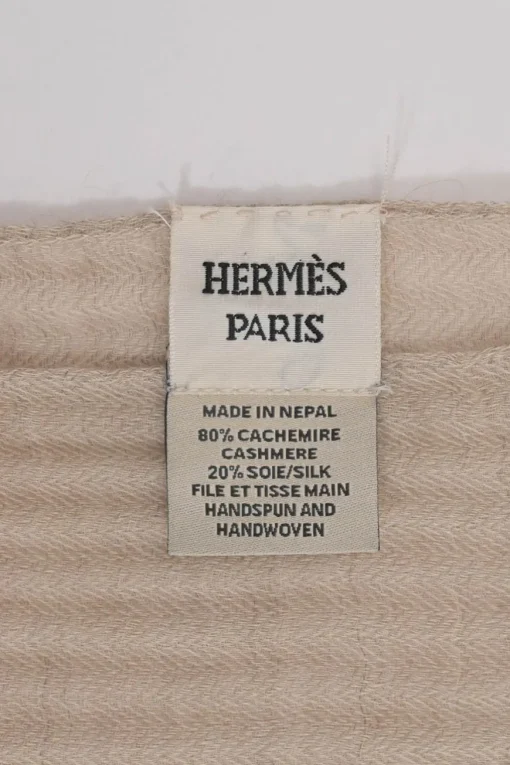 HERMÈS
PARIS
MADE IN NEPAL
80% CACHEMIRE
CASHMERE
20% SOIE/SILK
FILE ET TISSE MAIN
HANDSPUN AND
HANDWOVEN